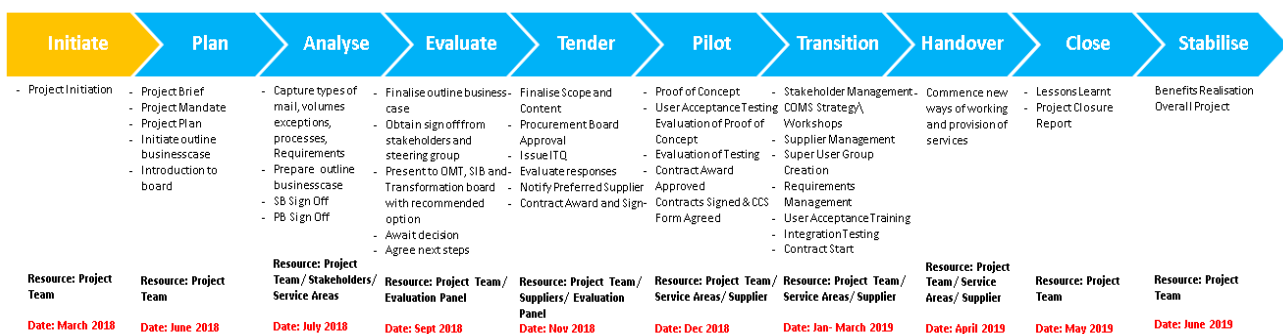 Initiate
Plan
Analyse
Evaluate
Tender
Pilot
Transition
Handover
Close
Stabilise
- Project Initiation
Resource: Project
Team
Date: March 2018
- Project Brief
- Project Mandate
- Project Plan
- Initiate outline
business case
- Introduction to
board
Resource: Project
Team
Date: June 2018
- Capture types of
mail, volumes
exceptions,
processes,
Requirements
- Prepare outline
business case
- SB Sign Off
- PB Sign Off
Resource: Project
Team/ Stakeholders/
Service Areas
Date: July 2018
- Finalise outline business
case
- Obtain sign off from
stakeholders and
steering group
- Present to OMT, SIB and
Transformation board
with recommended
option
- Await decision
- Agree next steps
Resource: Project Team/
Evaluation Panel
Date: Sept 2018
- Finalise Scope and
Content
- Procurement Board
Approval
- Issue ITQ
- Evaluate responses
- Notify Preferred Supplier
- Contract Award and Sign
Resource: Project Team/
Suppliers/ Evaluation
Panel
Date: Nov 2018
- Proof of Concept
- User Acceptance Testing
Evaluation of Proof of
Concept
- Evaluation of Testing
- Contract Award
Approved
- Contracts Signed & CCS
Form Agreed
Resource: Project Team/
Service Areas/ Supplier
Date: Dec 2018
- Stakeholder Management
- COMS Strategy\
Workshops
- Supplier Management
- Super User Group
Creation
- Requirements
Management
- User Acceptance Training
- Integration Testing
- Contract Start
Resource: Project Team/
Service Areas/ Supplier
Date: Jan- March 2019
- Commence new
ways of working
and provision of
services
Resource: Project
Team/ Service
Areas/ Supplier
Date: April 2019
- Lessons Learnt
- Project Closure
Report
Resource: Project
Team
Date: May 2019
Benefits Realisation
Overall Project
Resource: Project
Team
Date: June 2019